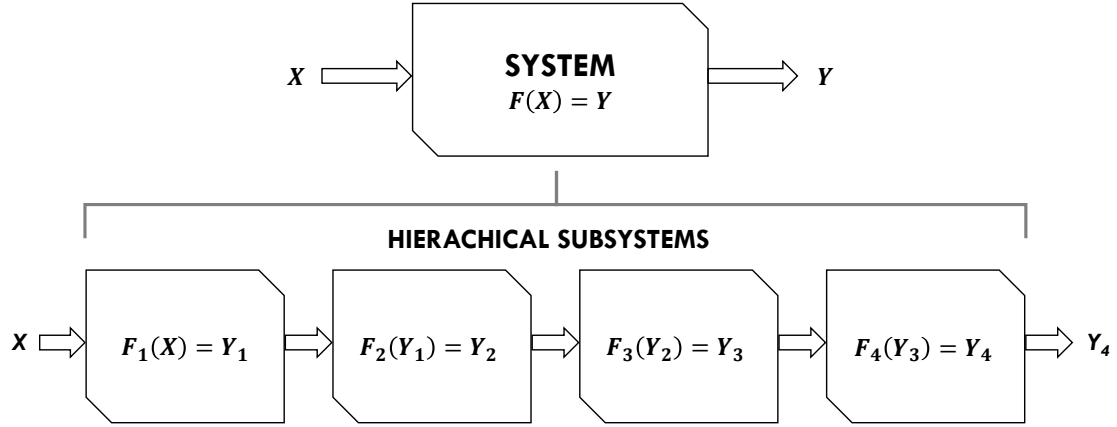 SYSTEM
X F(X) = Y Y
HIERACHICAL SUBSYSTEMS
X F₁(X) = Y₁ F₂(Y₁) = Y₂ F₃(Y₂) = Y₃ F₄(Y₃) = Y₄ Y₄